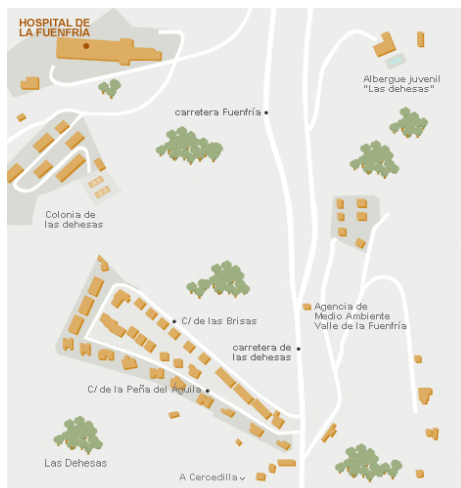 HOSPITAL DE
LA FUENFRÍA
Albergue juvenil
"Las dehesas"
carretera Fuenfría
Colonia de
las dehesas
Agencia de
Medio Ambiente
Valle de la Fuenfría
C/ de las Brisas
carretera de
las dehesas
C/ de la Peña del Aguila
Las Dehesas
A Cercedilla